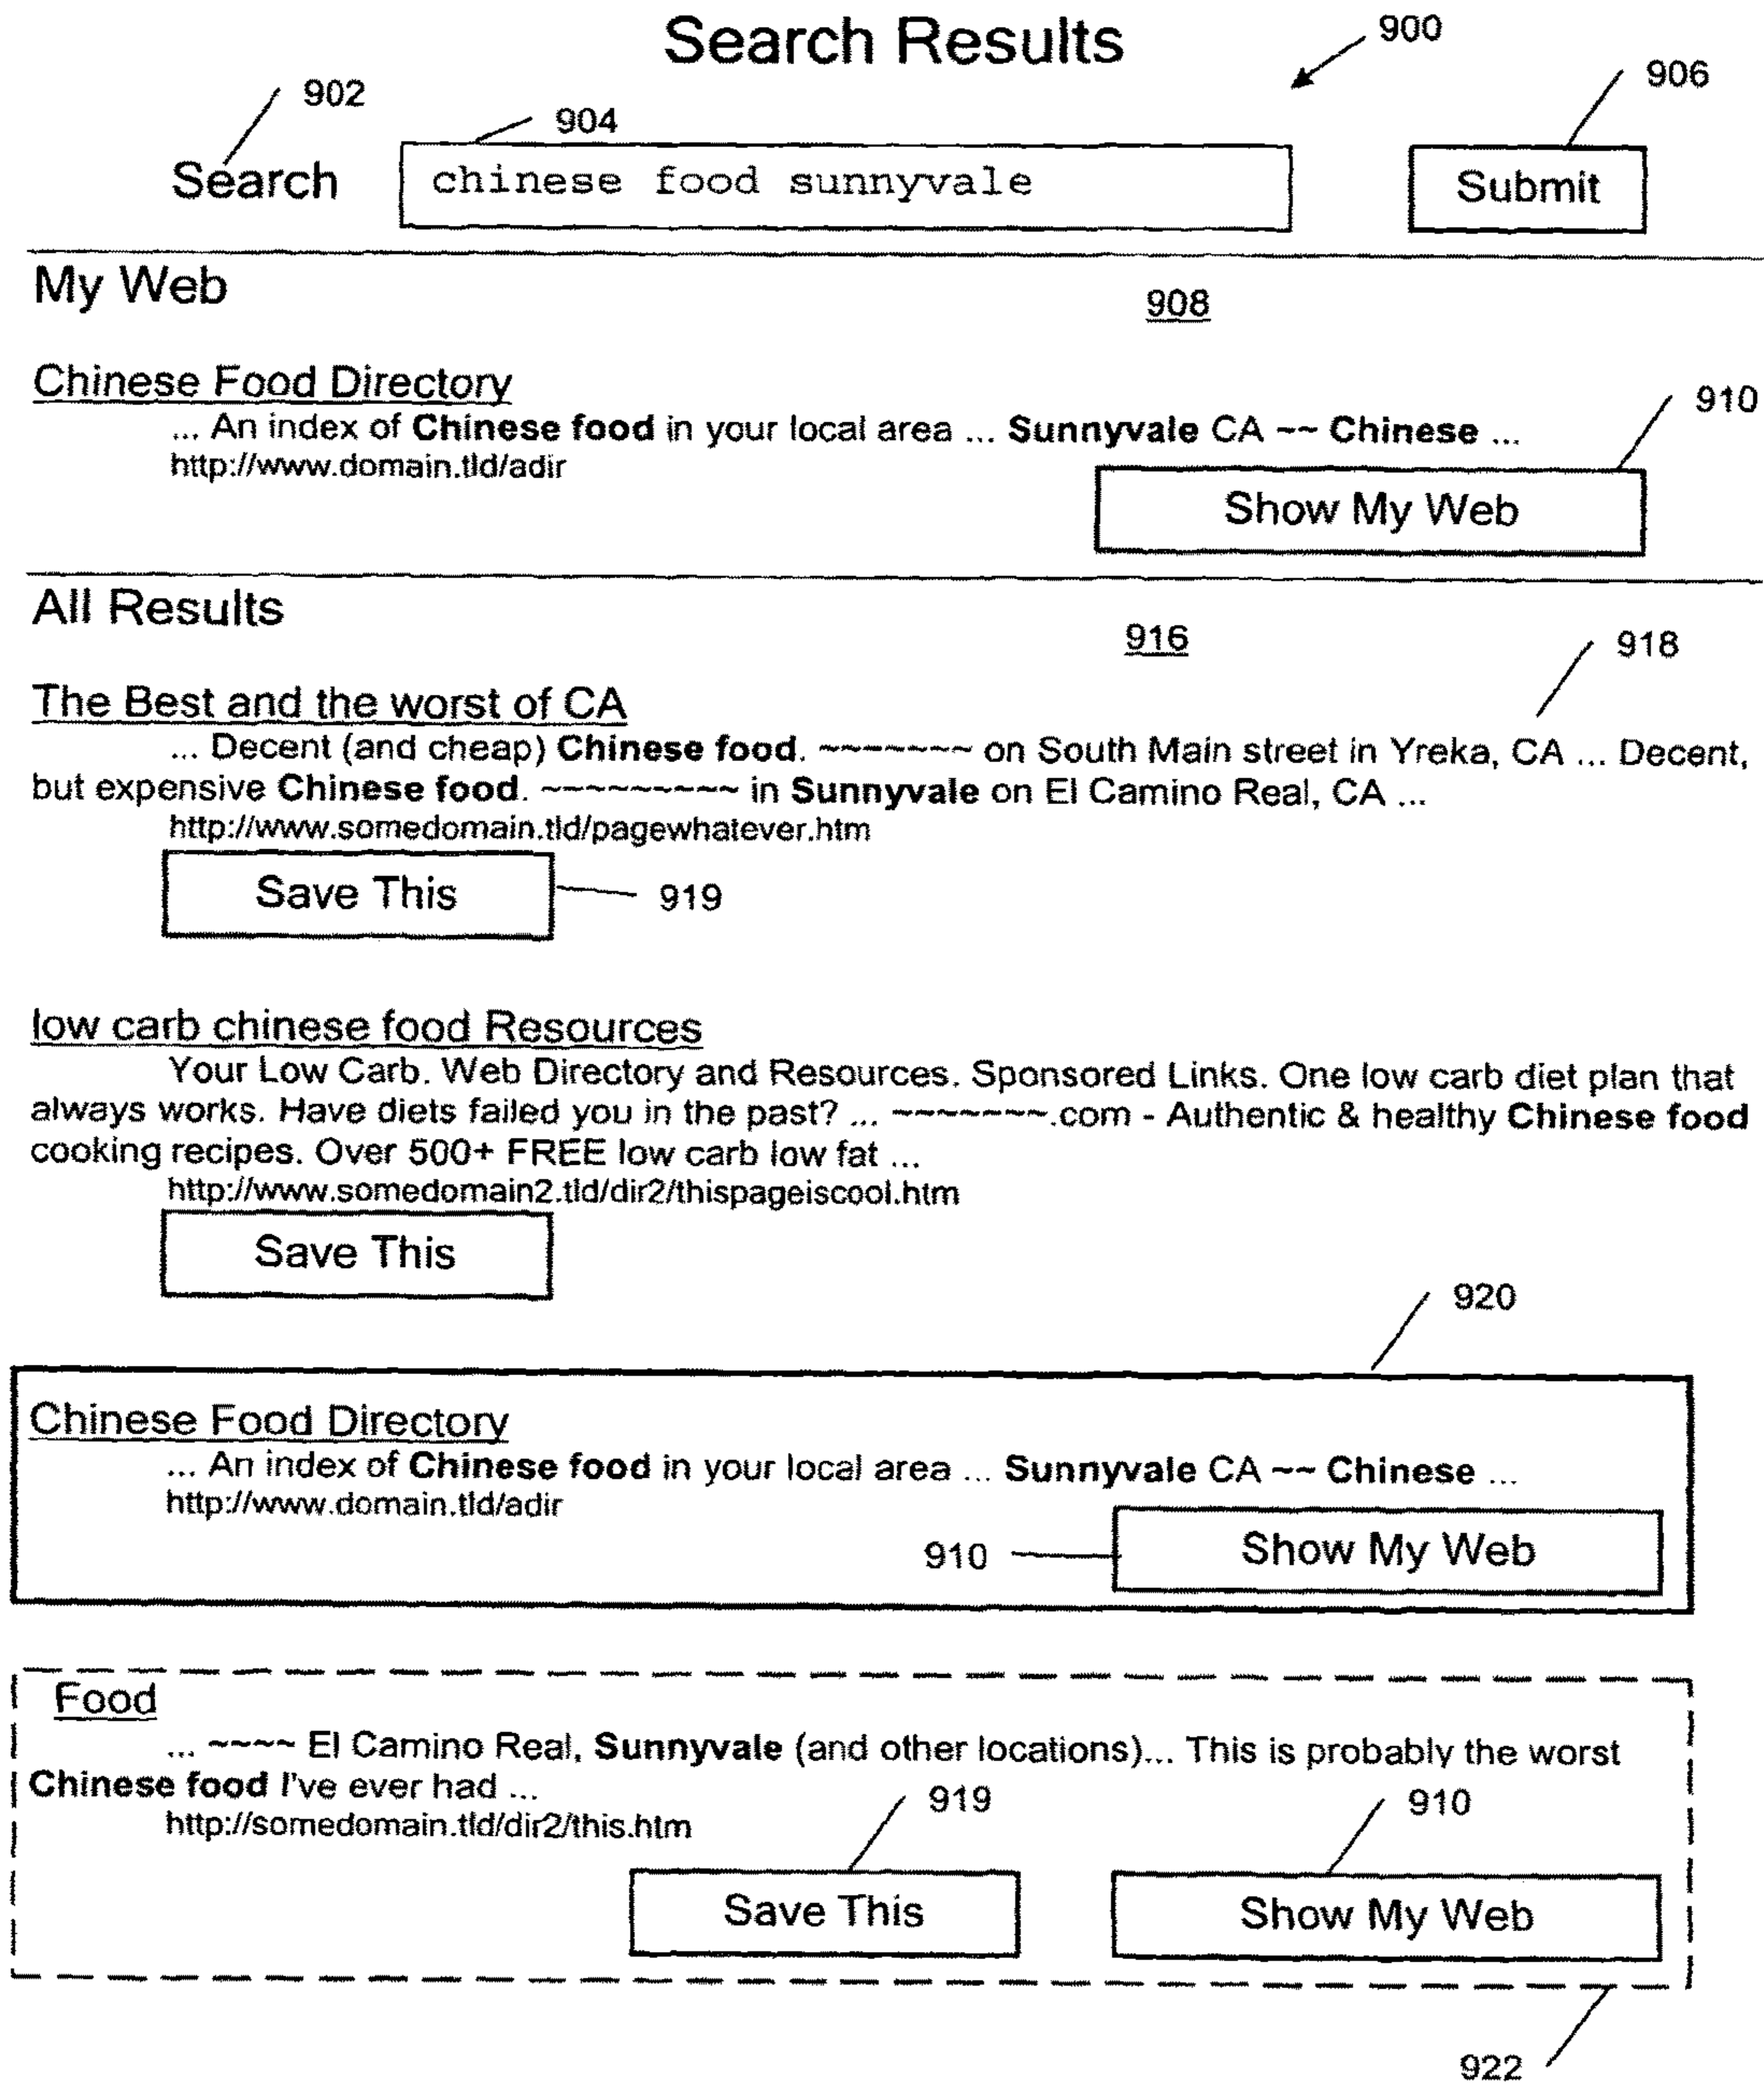 Search Results
900
902
904
906
Search
chinese food sunnyvale
Submit
My Web
908
Chinese Food Directory
910
... An index of Chinese food in your local area ... Sunnyvale CA ~~ Chinese ...
http://www.domain.tld/adir
Show My Web
All Results
916
918
The Best and the worst of CA
... Decent (and cheap) Chinese food. ~~~~~~~ on South Main street in Yreka, CA ... Decent,
but expensive Chinese food. ~~~~~~~~~ in Sunnyvale on El Camino Real, CA ...
http://www.somedomain.tld/pagewhatever.htm
Save This
919
low carb chinese food Resources
Your Low Carb. Web Directory and Resources. Sponsored Links. One low carb diet plan that
always works. Have diets failed you in the past? ... ~~~~~~~.com - Authentic & healthy Chinese food
cooking recipes. Over 500+ FREE low carb low fat ...
http://www.somedomain2.tld/dir2/thispageiscool.htm
Save This
920
Chinese Food Directory
... An index of Chinese food in your local area ... Sunnyvale CA ~~ Chinese ...
http://www.domain.tld/adir
910
Show My Web
Food
... ~~~~ El Camino Real, Sunnyvale (and other locations)... This is probably the worst
Chinese food I've ever had ...
919
910
http://somedomain.tld/dir2/this.htm
Save This
Show My Web
922